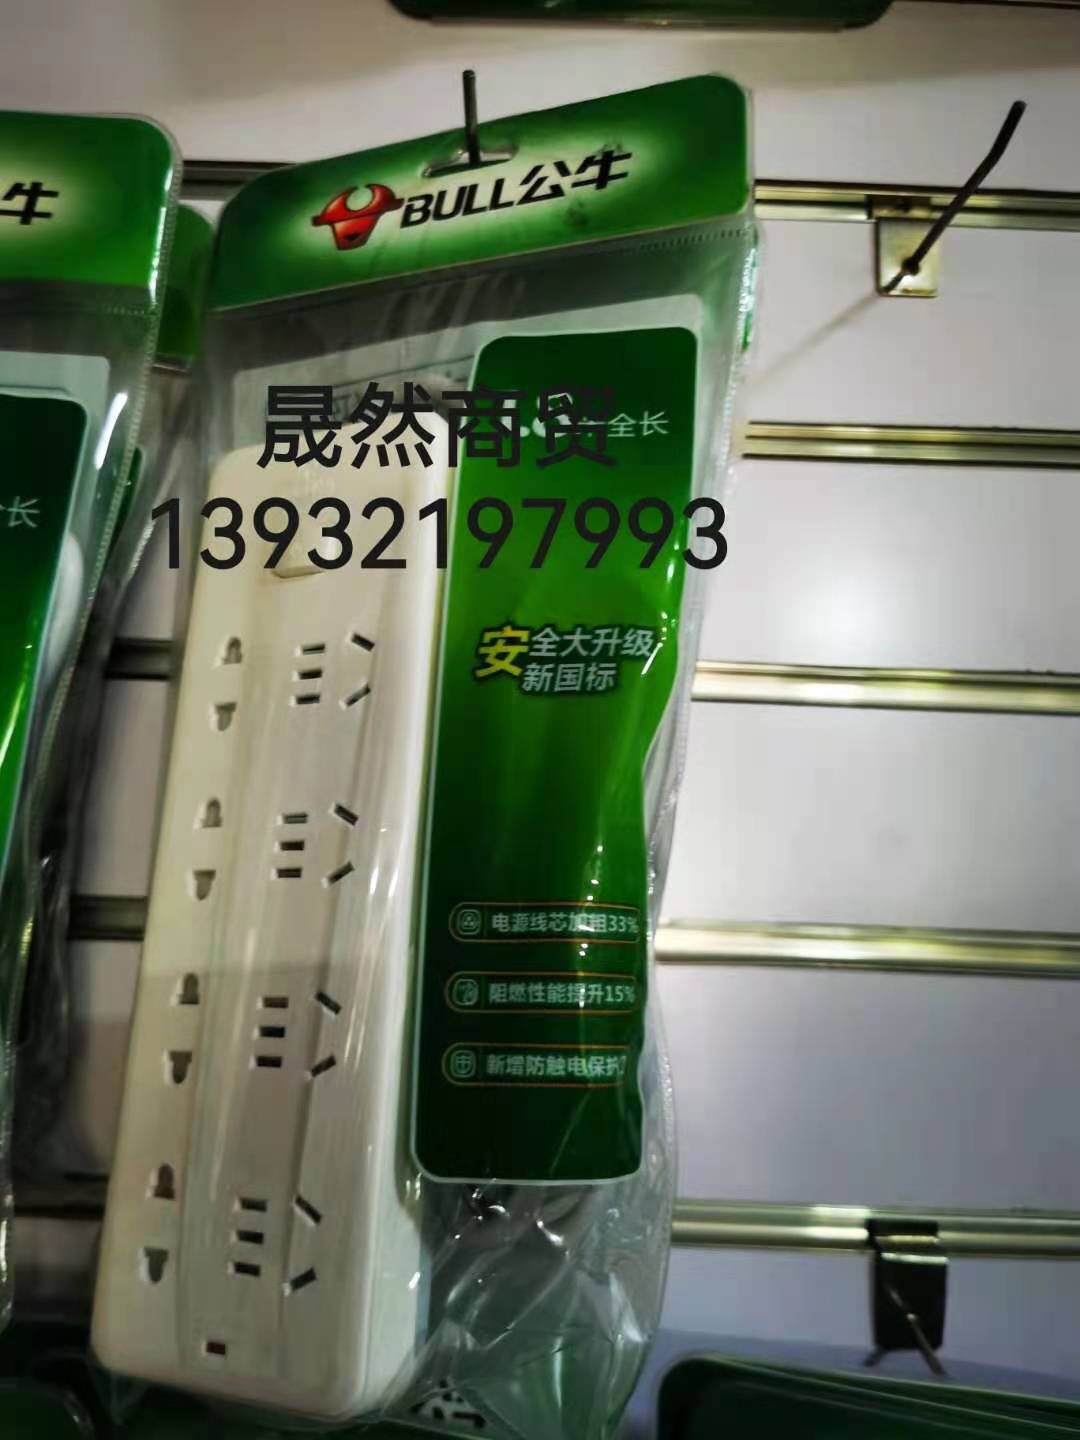 BULL公牛
牛
晟然商贸
全长
长
13932197993
安全大升级
新国标
电源线芯加粗33%
阻燃性能提升15%
新增防触电保护